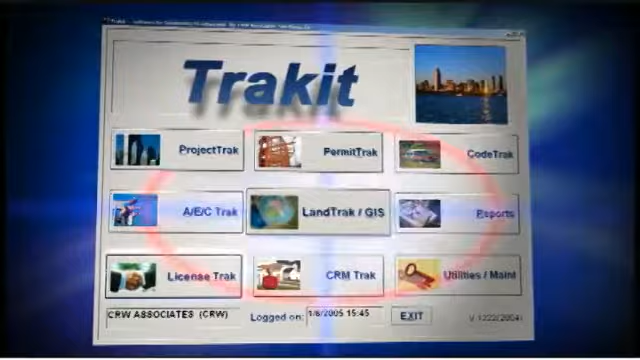 Trakit
ProjectTrak
PermitTrak
CodeTrak
A/E/C Trak
LandTrak / GIS
Reports
License Trak
CRM Trak
Utilities / Maint
CRW ASSOCIATES (CRW)
Logged on: 1/6/2005 15:45
EXIT